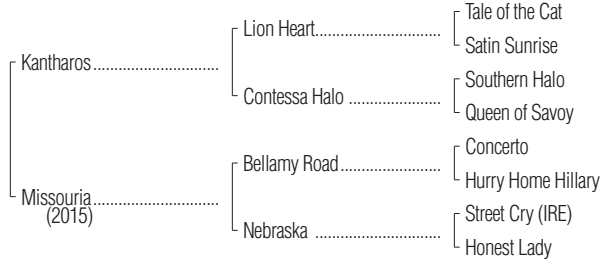 Tale of the Cat
Lion Heart
Satin Sunrise
Kantharos
Southern Halo
Contessa Halo
Queen of Savoy
Concerto
Bellamy Road
Hurry Home Hillary
Missouria
(2015)
Street Cry (IRE)
Nebraska
Honest Lady